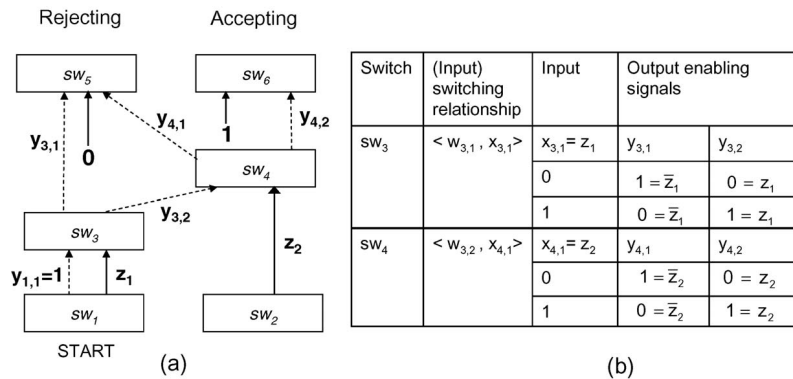 Rejecting
Accepting
sw5
sw6
y3,1
0
y4,1
1
y4,2
sw4
y3,2
sw3
z2
y1,1=1
z1
sw1
sw2
START
(a)
Switch
(Input) switching relationship
Input
Output enabling signals
sw3
< w3,1 , x3,1>
x3,1= z1
y3,1
y3,2
0
1 = z̅1
0 = z1
1
0 = z̅1
1 = z1
sw4
< w3,2 , x4,1>
x4,1= z2
y4,1
y4,2
0
1 = z̅2
0 = z2
1
0 = z̅2
1 = z2
(b)